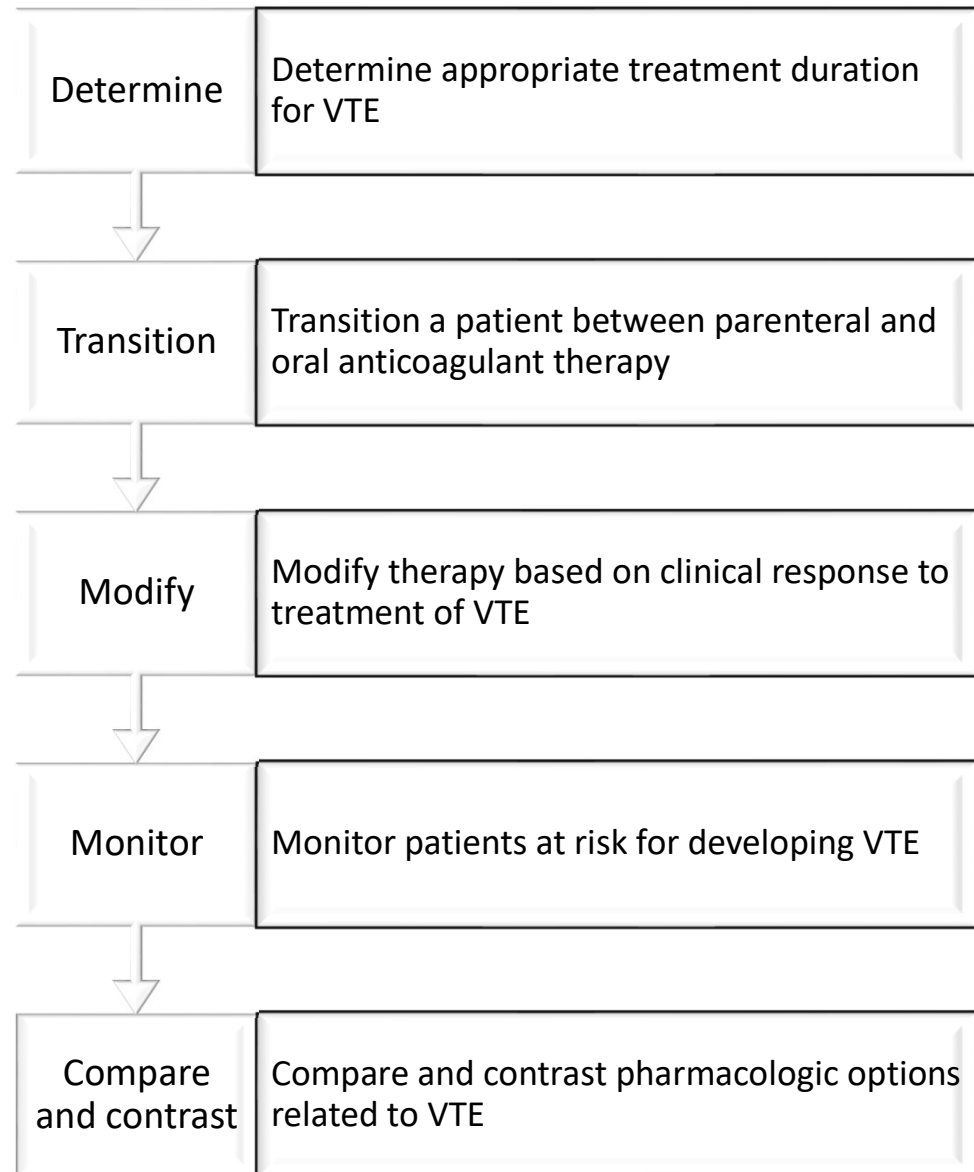 Determine
Determine appropriate treatment duration
for VTE
Transition
Transition a patient between parenteral and
oral anticoagulant therapy
Modify
Modify therapy based on clinical response to
treatment of VTE
Monitor
Monitor patients at risk for developing VTE
Compare
and contrast
Compare and contrast pharmacologic options
related to VTE